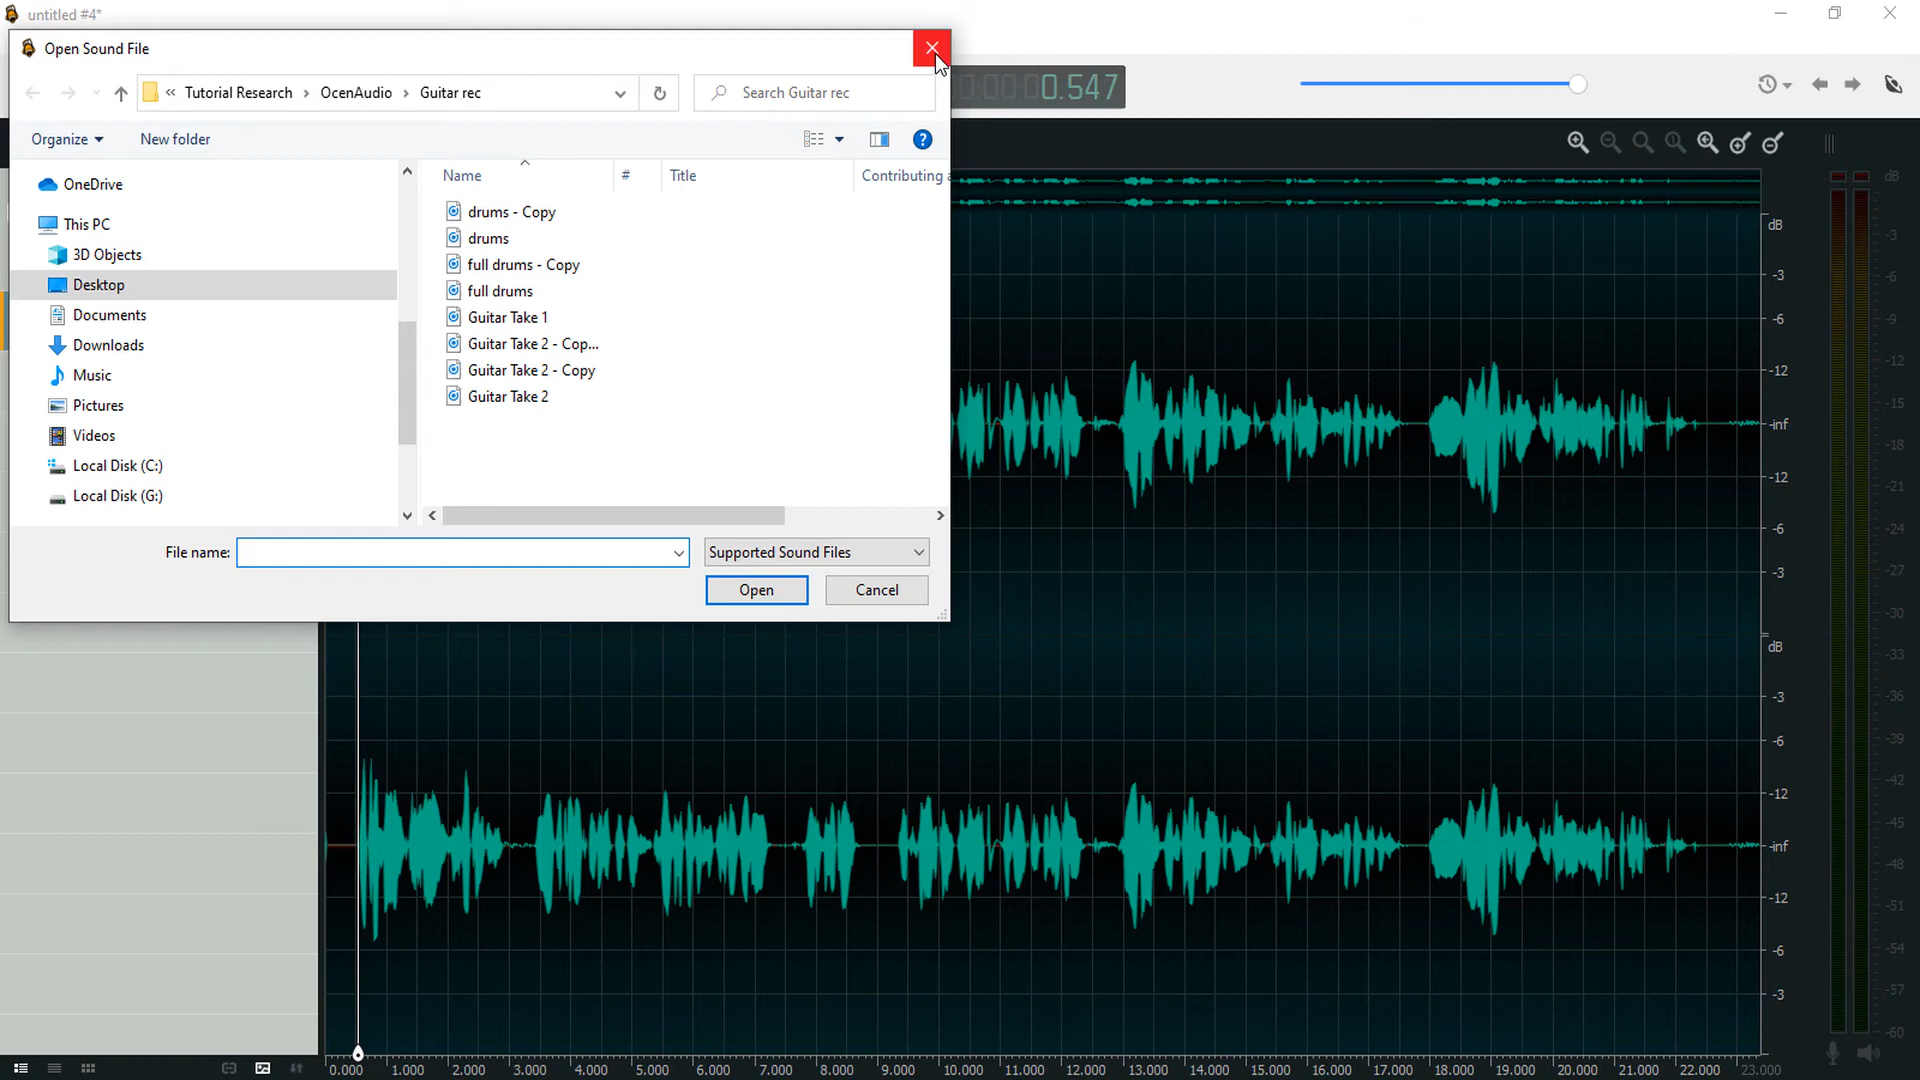 untitled #4*
Open Sound File
« Tutorial Research › OcenAudio › Guitar rec
Search Guitar rec
0.547
Organize
New folder
?
Name
#
Title
Contributing a
OneDrive
This PC
3D Objects
Desktop
Documents
Downloads
Music
Pictures
Videos
Local Disk (C:)
Local Disk (G:)
drums - Copy
drums
full drums - Copy
full drums
Guitar Take 1
Guitar Take 2 - Cop...
Guitar Take 2 - Copy
Guitar Take 2
File name:
Supported Sound Files
Open
Cancel
dB
-3
-6
-12
-inf
-12
-6
-3
dB
-3
-6
-12
-inf
-12
-6
-3
dB
-3
-6
-9
-12
-15
-18
-21
-24
-27
-30
-33
-36
-39
-42
-45
-48
-51
-54
-57
-60
0.000 1.000 2.000 3.000 4.000 5.000 6.000 7.000 8.000 9.000 10.000 11.000 12.000 13.000 14.000 15.000 16.000 17.000 18.000 19.000 20.000 21.000 22.000 23.000